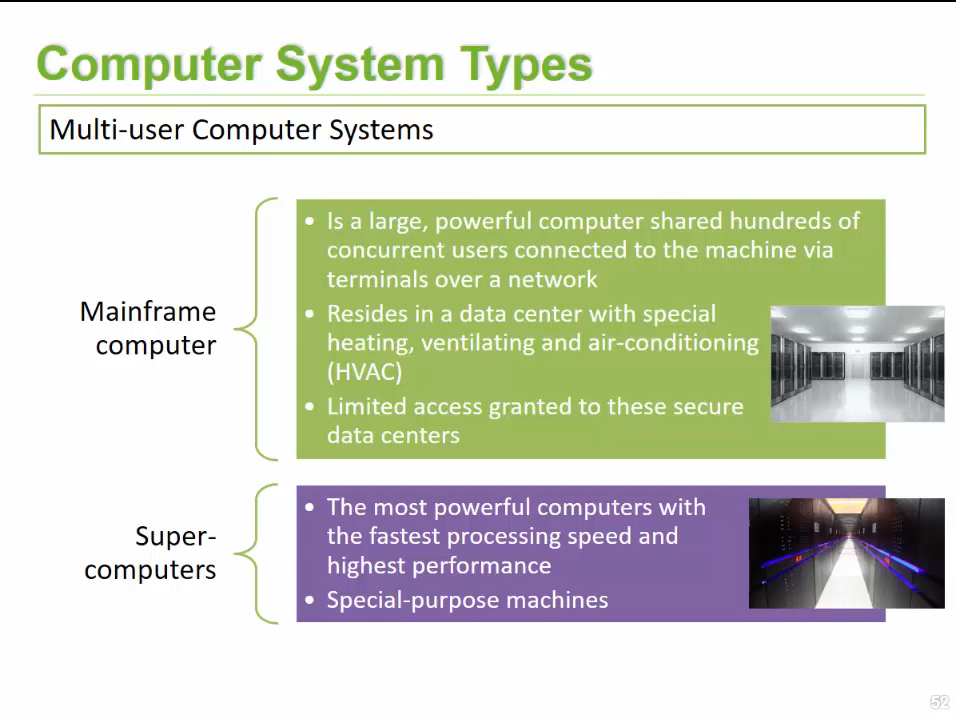 Computer System Types
Multi-user Computer Systems
Mainframe
computer
• Is a large, powerful computer shared hundreds of
concurrent users connected to the machine via
terminals over a network
• Resides in a data center with special
heating, ventilating and air-conditioning
(HVAC)
• Limited access granted to these secure
data centers
Super-
computers
• The most powerful computers with
the fastest processing speed and
highest performance
• Special-purpose machines
52